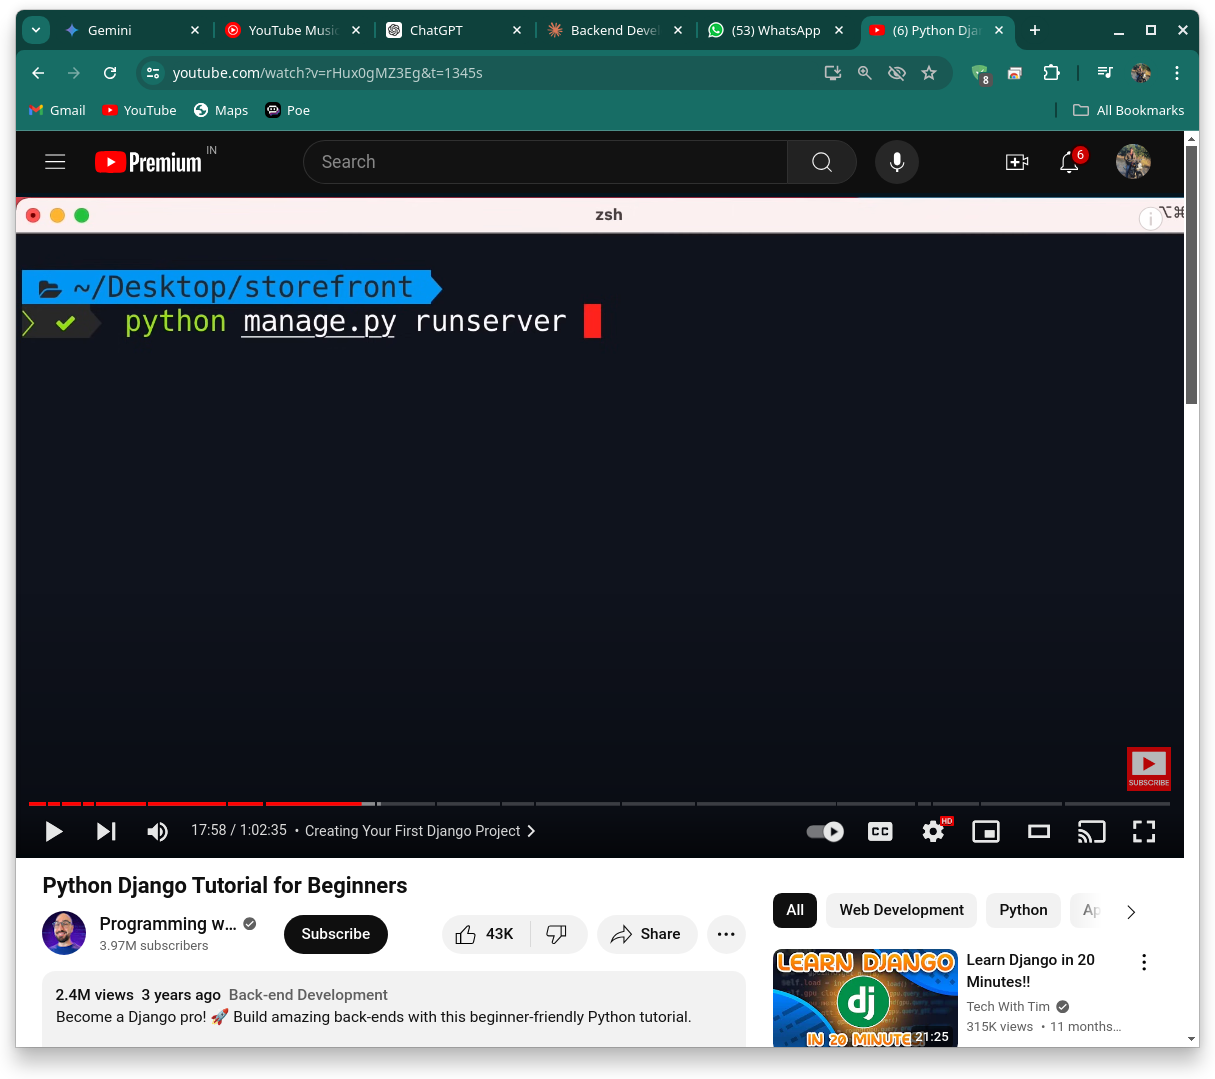 Gemini
YouTube Music
ChatGPT
Backend Devel
(53) WhatsApp
(6) Python Djan
youtube.com/watch?v=rHux0gMZ3Eg&t=1345s
8
Gmail
YouTube
Maps
Poe
All Bookmarks
Premium IN
Search
6
zsh
⌥⌘
~/Desktop/storefront
python manage.py runserver
SUBSCRIBE
17:58 / 1:02:35 • Creating Your First Django Project
CC
HD
Python Django Tutorial for Beginners
Programming w...
3.97M subscribers
Subscribe
43K
Share
2.4M views 3 years ago Back-end Development
Become a Django pro! 🚀 Build amazing back-ends with this beginner-friendly Python tutorial.
All
Web Development
Python
Ap
LEARN DJANGO
dj
IN 20 MINUTES
21:25
Learn Django in 20
Minutes!!
Tech With Tim
315K views • 11 months...